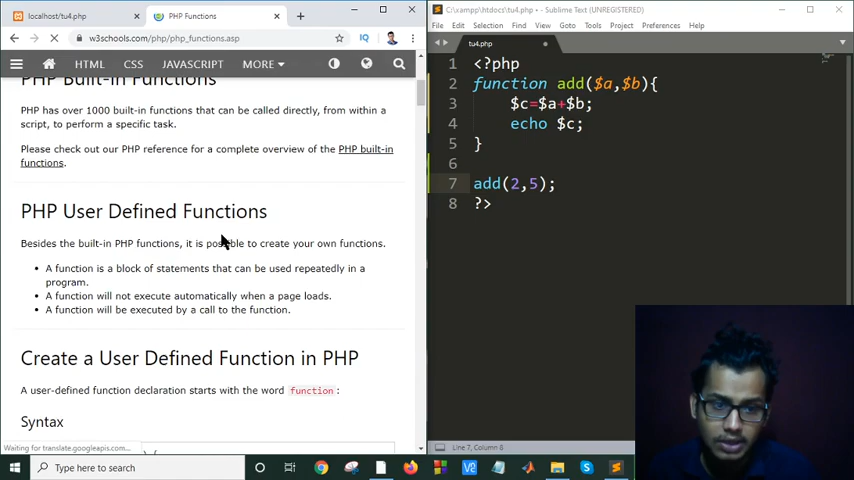 localhost/tu4.php
PHP Functions
w3schools.com/php/php_functions.asp
IQ
HTML CSS JAVASCRIPT MORE
PHP Built-in Functions
PHP has over 1000 built-in functions that can be called directly, from within a
script, to perform a specific task.
Please check out our PHP reference for a complete overview of the PHP built-in
functions.
PHP User Defined Functions
Besides the built-in PHP functions, it is possible to create your own functions.
A function is a block of statements that can be used repeatedly in a
program.
A function will not execute automatically when a page loads.
A function will be executed by a call to the function.
Create a User Defined Function in PHP
A user-defined function declaration starts with the word function :
Syntax
Waiting for translate.googleapis.com...
C:\xampp\htdocs\tu4.php • - Sublime Text (UNREGISTERED)
File Edit Selection Find View Goto Tools Project Preferences Help
tu4.php
1 <?php
2 function add($a,$b){
3 $c=$a+$b;
4 echo $c;
5 }
6
7 add(2,5);
8 ?>
Line 7, Column 6
Type here to search